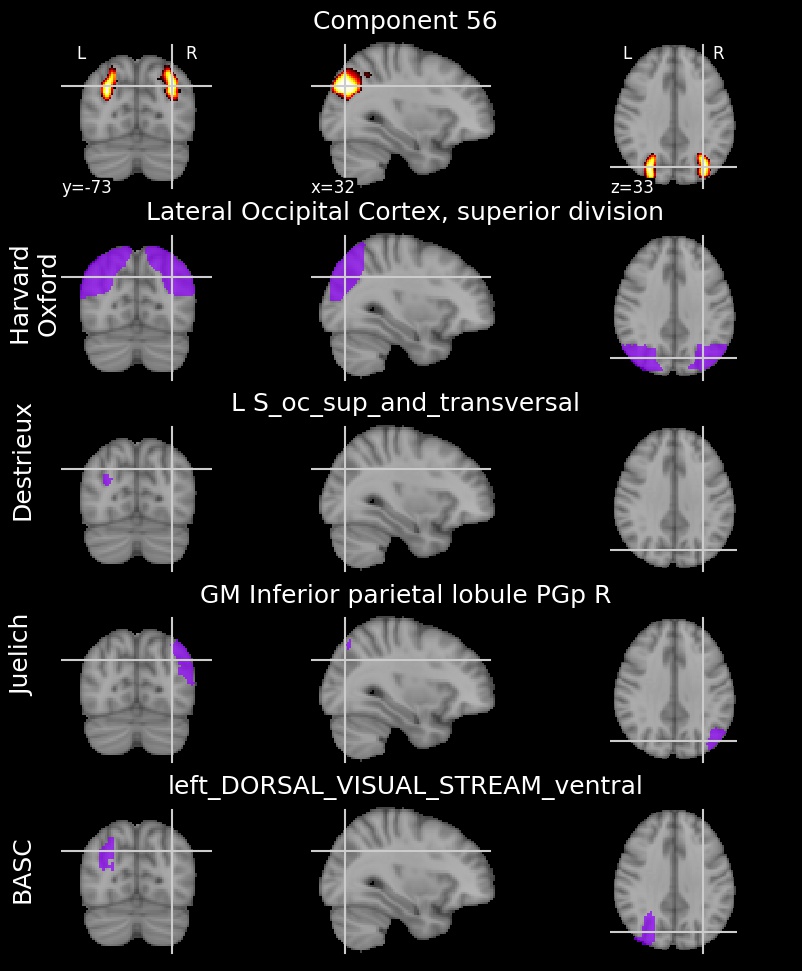 Component 56
L R
L R
y=-73
x=32
z=33
Lateral Occipital Cortex, superior division
Harvard
Oxford
L S_oc_sup_and_transversal
Destrieux
GM Inferior parietal lobule PGp R
Juelich
left_DORSAL_VISUAL_STREAM_ventral
BASC